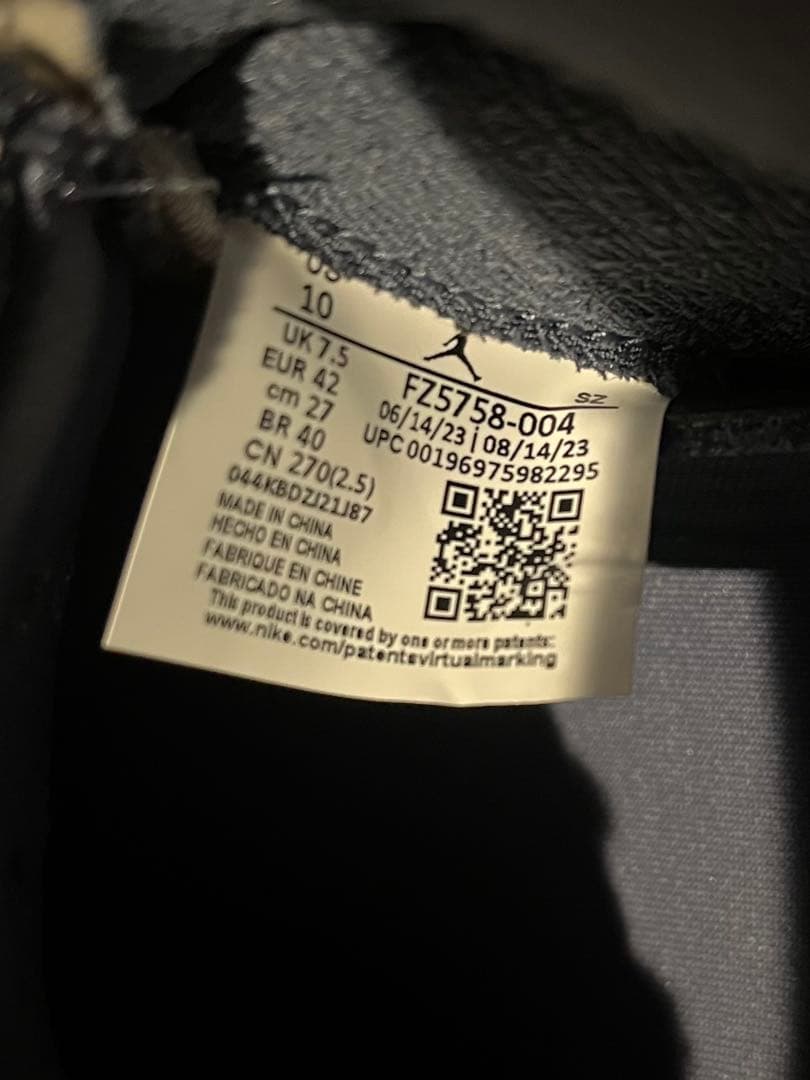 US
10
UK 7.5
EUR 42
cm 27
BR 40
CN 270(2.5)
044KBDZJ21J87
SZ
FZ5758-004
06/14/23 | 08/14/23
UPC 00196975982295
MADE IN CHINA
HECHO EN CHINA
FABRIQUE EN CHINE
FABRICADO NA CHINA
This product is covered by one or more patents:
www.nike.com/patentsvirtualmarking